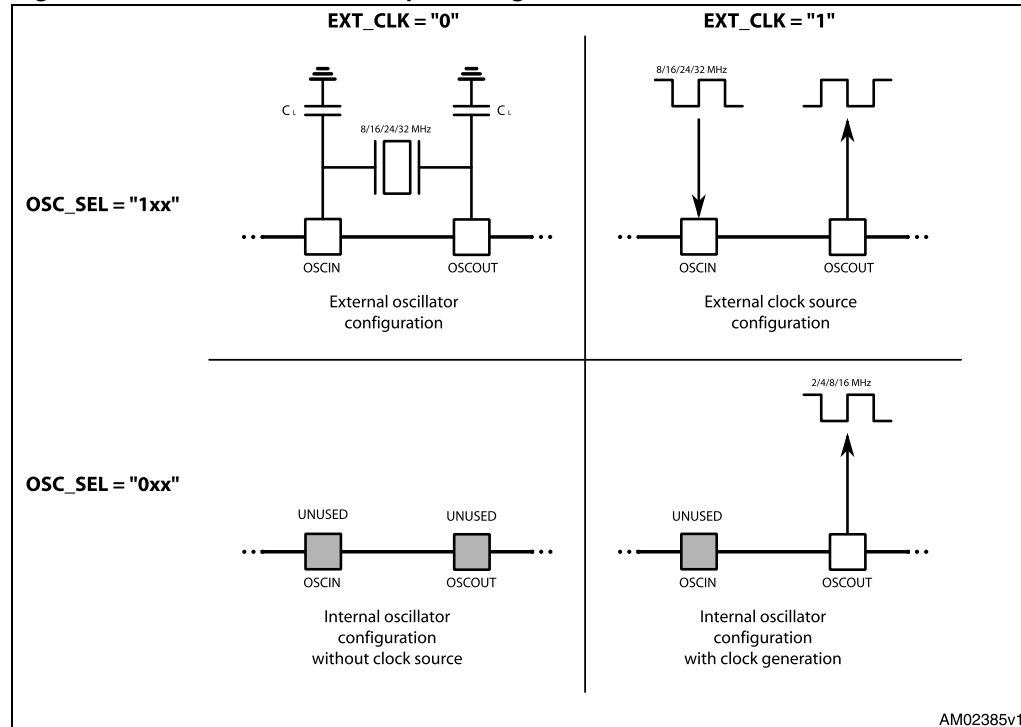 EXT_CLK = "0"
EXT_CLK = "1"
OSC_SEL = "1xx"
CL
8/16/24/32 MHz
CL
OSCIN
OSCOUT
External oscillator
configuration
8/16/24/32 MHz
OSCIN
OSCOUT
External clock source
configuration
OSC_SEL = "0xx"
UNUSED
UNUSED
OSCIN
OSCOUT
Internal oscillator
configuration
without clock source
2/4/8/16 MHz
UNUSED
OSCIN
OSCOUT
Internal oscillator
configuration
with clock generation
AM02385v1